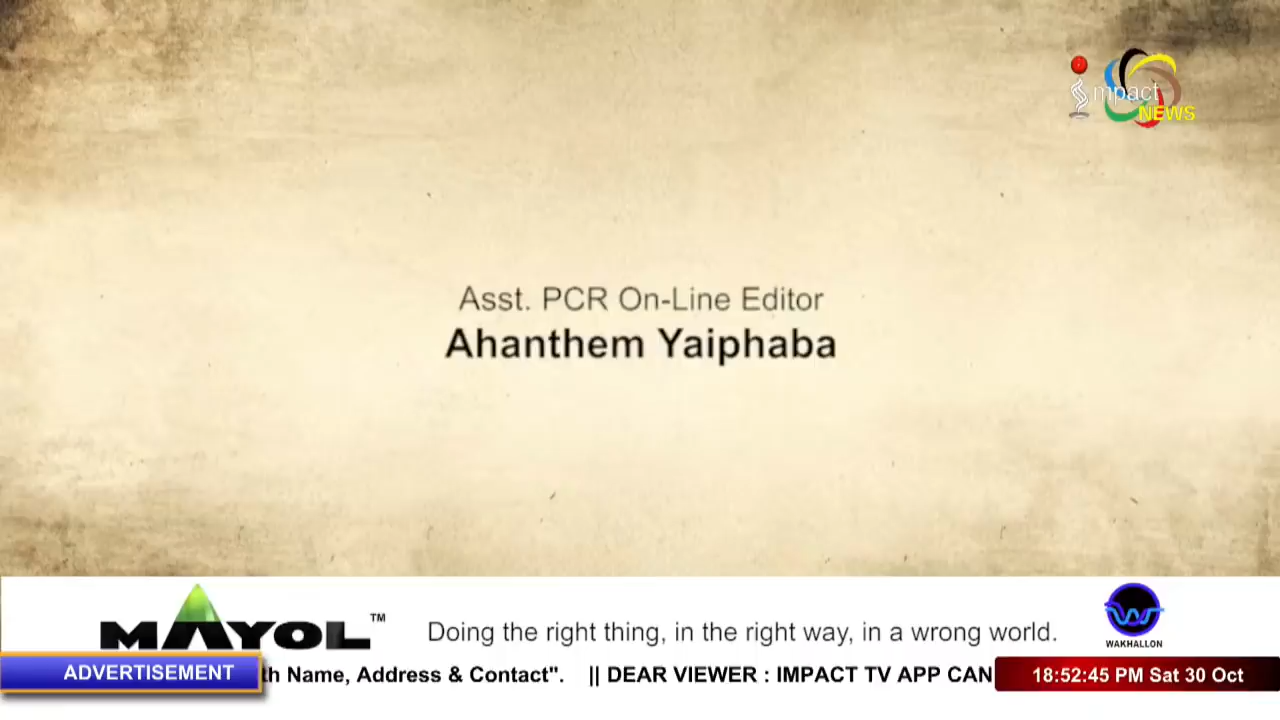 impact
NEWS
Asst. PCR On-Line Editor
Ahanthem Yaiphaba
MAYOL™
Doing the right thing, in the right way, in a wrong world.
WAKHALLON
ADVERTISEMENT
th Name, Address & Contact". || DEAR VIEWER : IMPACT TV APP CAN
18:52:45 PM Sat 30 Oct